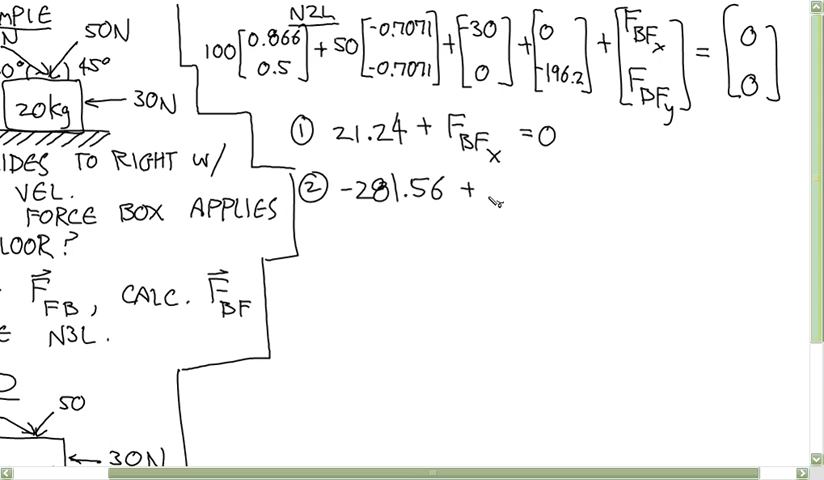 MPLE
N
50N
0° 45°
20kg
30N
IDES TO RIGHT W/
VEL.
FORCE BOX APPLIES
LOOR?
F FB, CALC. F BF
E N3L.
D
50
30N
N2L
100 [0.866 0.5] + 50 [-0.7071 -0.7071] + [-30 0] + [0 -196.2] + [F BFx F BFy] = [0 0]
① 21.24 + F BFx = 0
② -281.56 +